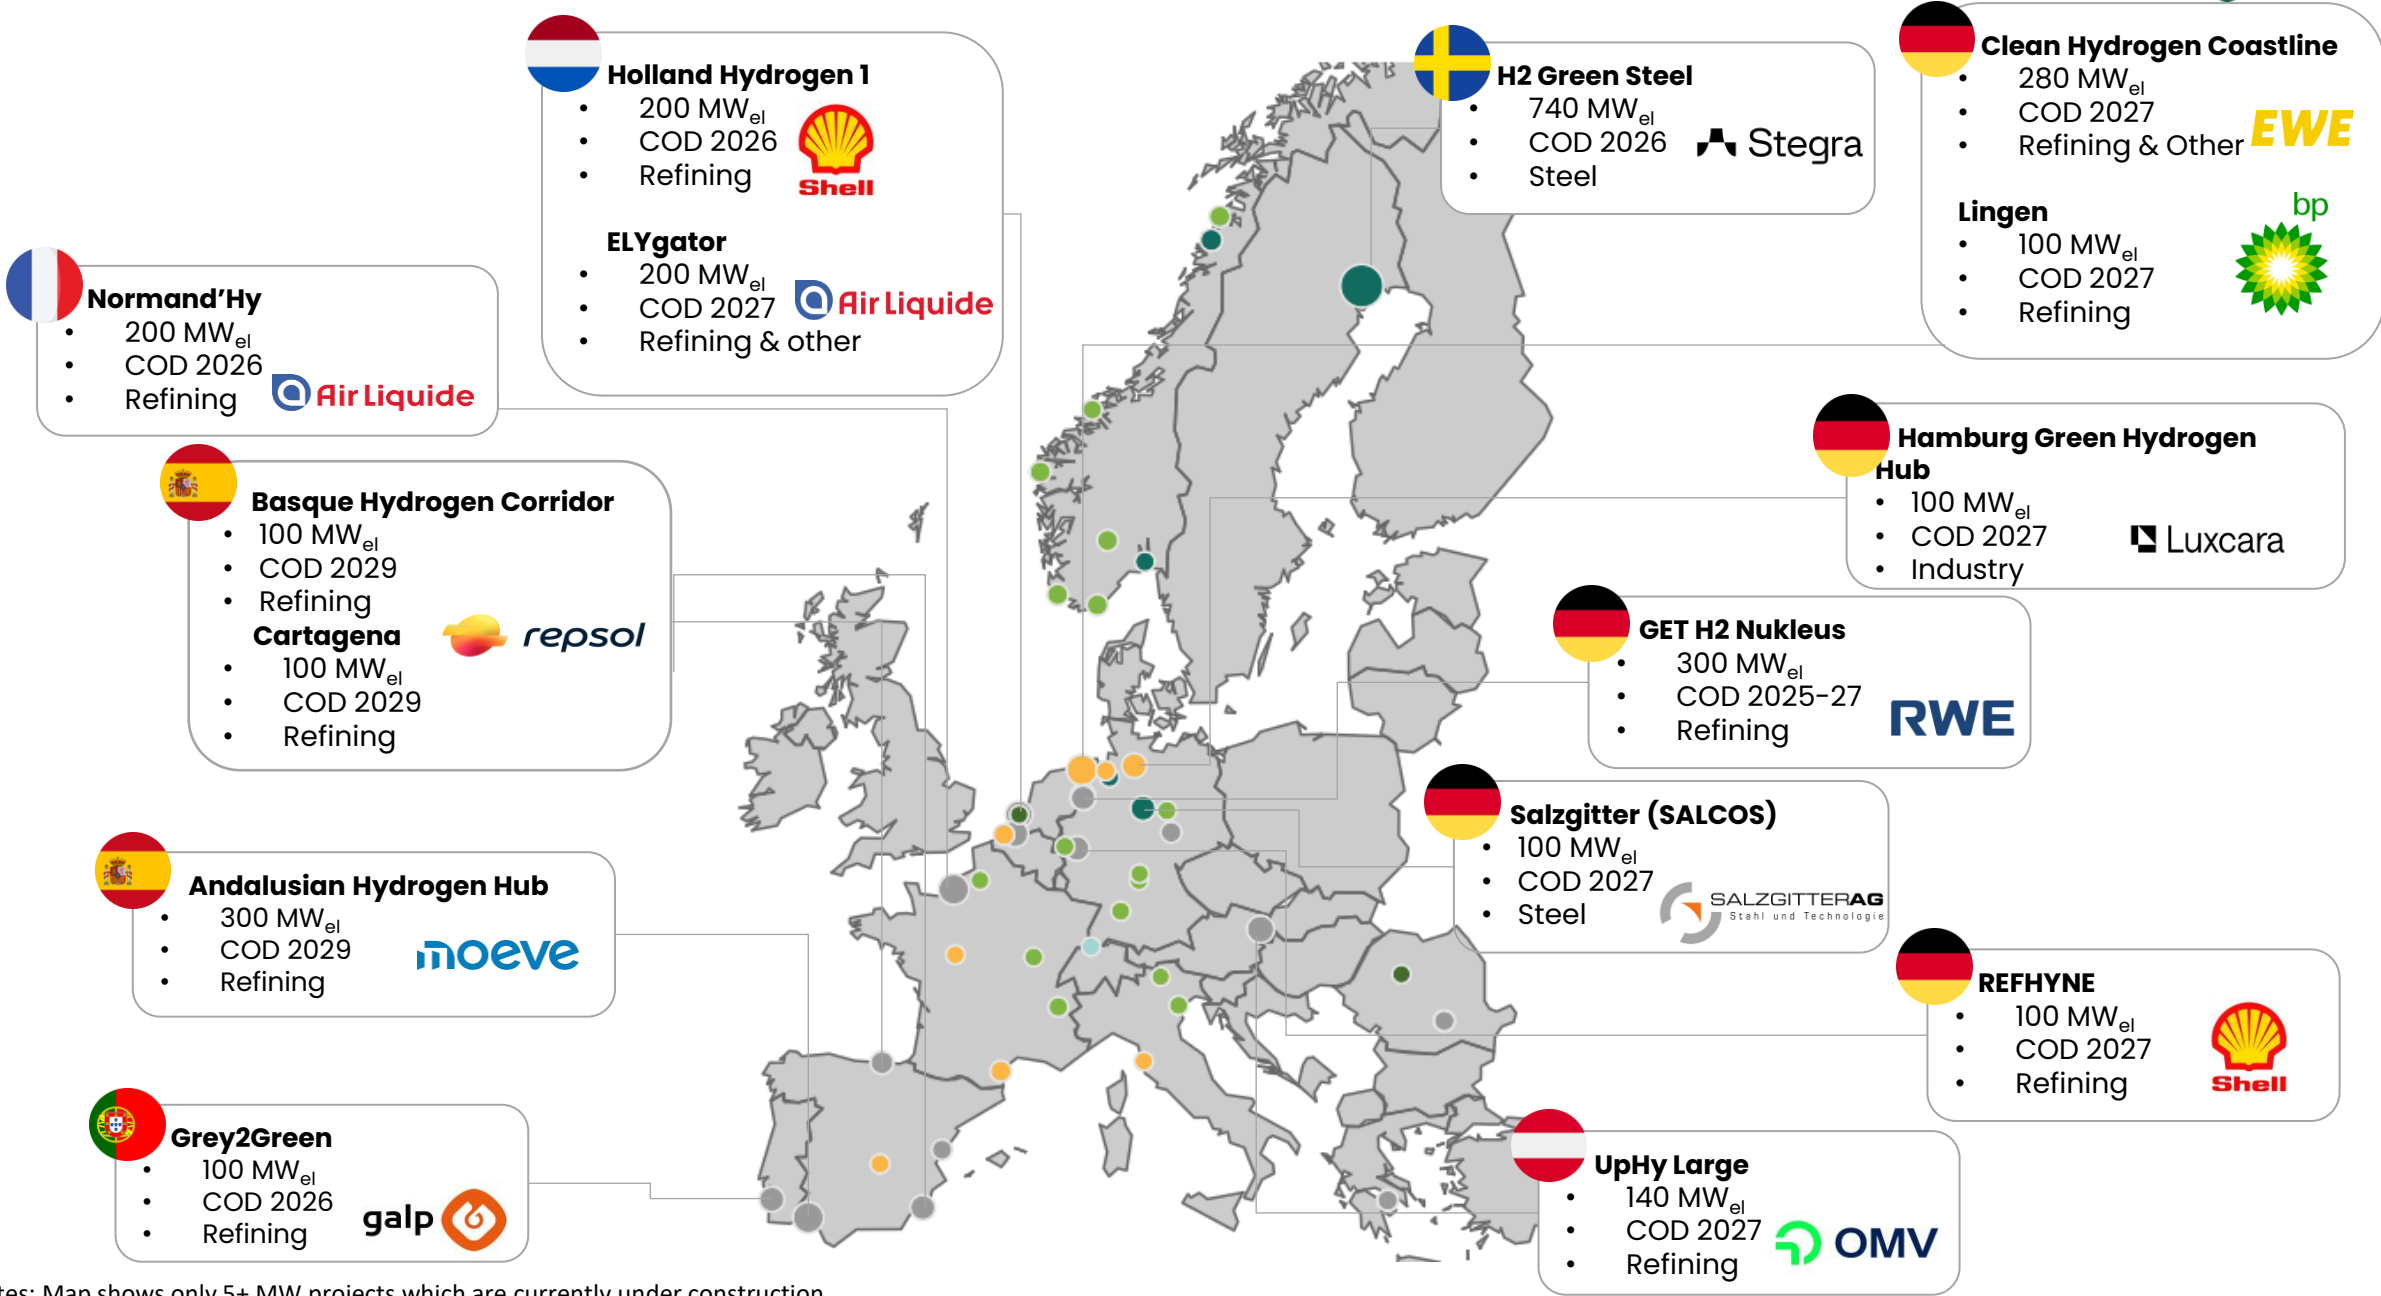 Holland Hydrogen 1
• 200 MWel
• COD 2026
• Refining
Shell
ELYgator
• 200 MWel
• COD 2027
• Refining & other
Air Liquide
H2 Green Steel
• 740 MWel
• COD 2026
• Steel
Stegra
Clean Hydrogen Coastline
• 280 MWel
• COD 2027
• Refining & Other
EWE
Lingen
• 100 MWel
• COD 2027
• Refining
bp
Normand’Hy
• 200 MWel
• COD 2026
• Refining
Air Liquide
Hamburg Green Hydrogen
Hub
• 100 MWel
• COD 2027
• Industry
Luxcara
Basque Hydrogen Corridor
• 100 MWel
• COD 2029
• Refining
Cartagena
• 100 MWel
• COD 2029
• Refining
repsol
GET H2 Nukleus
• 300 MWel
• COD 2025-27
• Refining
RWE
Salzgitter (SALCOS)
• 100 MWel
• COD 2027
• Steel
SALZGITTERAG
Stahl und Technologie
Andalusian Hydrogen Hub
• 300 MWel
• COD 2029
• Refining
moeve
REFHYNE
• 100 MWel
• COD 2027
• Refining
Shell
Grey2Green
• 100 MWel
• COD 2026
• Refining
galp
UpHy Large
• 140 MWel
• COD 2027
• Refining
OMV
tes: Map shows only 5+ MW projects which are currently under construction